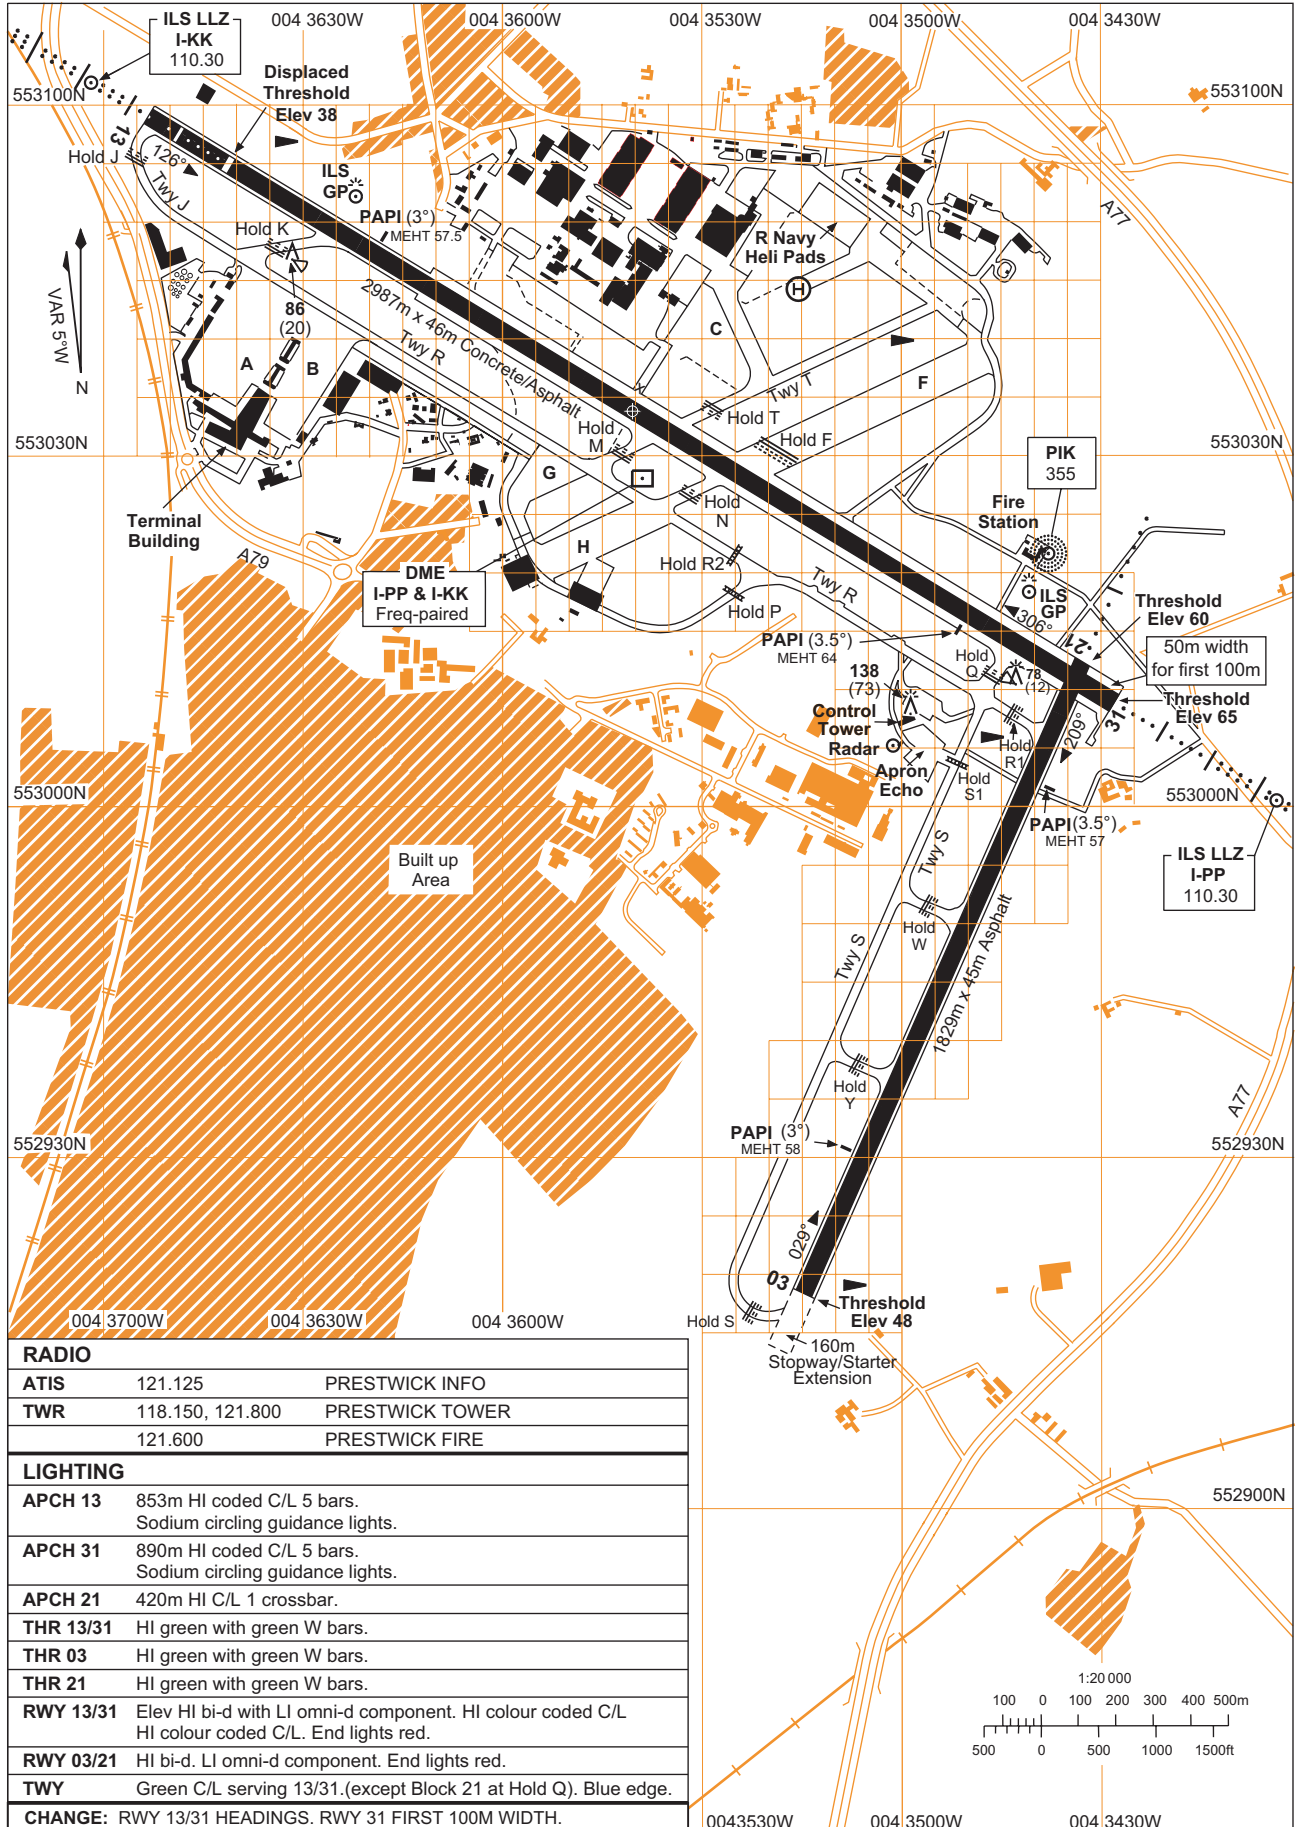 004 3630W
004 3600W
004 3530W
004 3500W
004 3430W
ILS LLZ
I-KK
110.30
553100N
553100N
Displaced
Threshold
Elev 38
13
Hold J
126°
Twy J
ILS
GP
PAPI (3°)
MEHT 57.5
Hold K
R Navy
Heli Pads
H
A77
VAR 5°W
N
86
(20)
2987m x 46m Concrete/Asphalt
Twy R
A
B
C
F
Twy T
Hold T
Hold F
Hold
M
553030N
553030N
PIK
355
G
Hold
N
Fire
Station
Terminal
Building
A79
H
Hold R2
Twy R
Hold P
DME
I-PP & I-KK
Freq-paired
ILS
GP
306°
21
Threshold
Elev 60
50m width
for first 100m
PAPI (3.5°)
MEHT 64
Hold
Q
78
(12)
138
(73)
Control
Tower
Radar
Threshold
Elev 65
31
209°
Hold
R1
Apron
Echo
Hold
S1
553000N
553000N
PAPI (3.5°)
MEHT 57
ILS LLZ
I-PP
110.30
Built up
Area
Twy S
Hold
W
Twy S
1829m x 45m Asphalt
Hold
Y
A77
PAPI (3°)
MEHT 58
552930N
552930N
029°
03
Threshold
Elev 48
Hold S
160m
Stopway/Starter
Extension
004 3700W
004 3630W
004 3600W
RADIO
ATIS 121.125 PRESTWICK INFO
TWR 118.150, 121.800 PRESTWICK TOWER
121.600 PRESTWICK FIRE
LIGHTING
APCH 13 853m HI coded C/L 5 bars.
Sodium circling guidance lights.
APCH 31 890m HI coded C/L 5 bars.
Sodium circling guidance lights.
APCH 21 420m HI C/L 1 crossbar.
THR 13/31 HI green with green W bars.
THR 03 HI green with green W bars.
THR 21 HI green with green W bars.
RWY 13/31 Elev HI bi-d with LI omni-d component. HI colour coded C/L
HI colour coded C/L. End lights red.
RWY 03/21 HI bi-d. LI omni-d component. End lights red.
TWY Green C/L serving 13/31.(except Block 21 at Hold Q). Blue edge.
CHANGE: RWY 13/31 HEADINGS. RWY 31 FIRST 100M WIDTH.
552900N
1:20 000
100 0 100 200 300 400 500m
500 0 500 1000 1500ft
0043530W
004 3500W
004 3430W